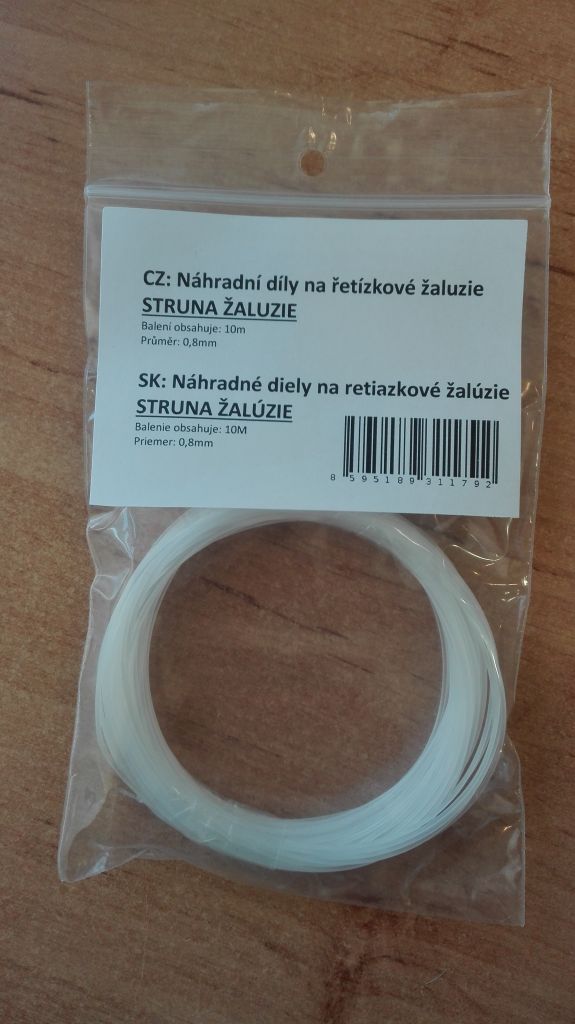 CZ: Náhradní díly na řetízkové žaluzie
STRUNA ŽALUZIE
Balení obsahuje: 10m
Průměr: 0,8mm
SK: Náhradné diely na retiazkové žalúzie
STRUNA ŽALÚZIE
Balenie obsahuje: 10M
Priemer: 0,8mm
8 595189 311792